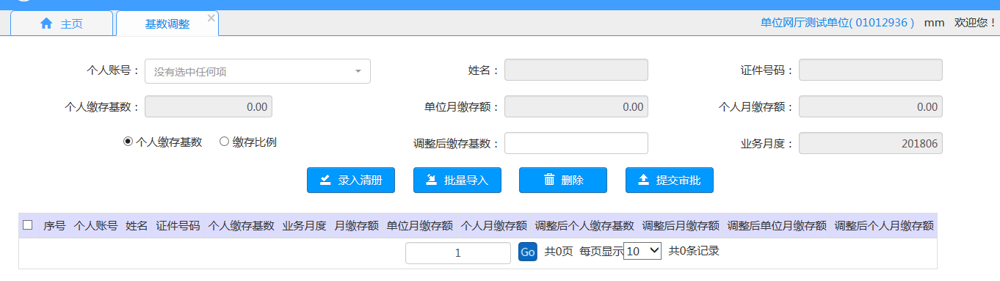 主页 基数调整 × 单位网厅测试单位( 01012936 ) mm 欢迎您！
个人账号： 没有选中任何项 姓名： 证件号码：
个人缴存基数： 0.00 单位月缴存额： 0.00 个人月缴存额： 0.00
个人缴存基数 缴存比例 调整后缴存基数： 业务月度： 201806
录入清册 批量导入 删除 提交审批
序号 个人账号 姓名 证件号码 个人缴存基数 业务月度 月缴存额 单位月缴存额 个人月缴存额 调整后个人缴存基数 调整后月缴存额 调整后单位月缴存额 调整后个人月缴存额
1 Go 共0页 每页显示 10 共0条记录